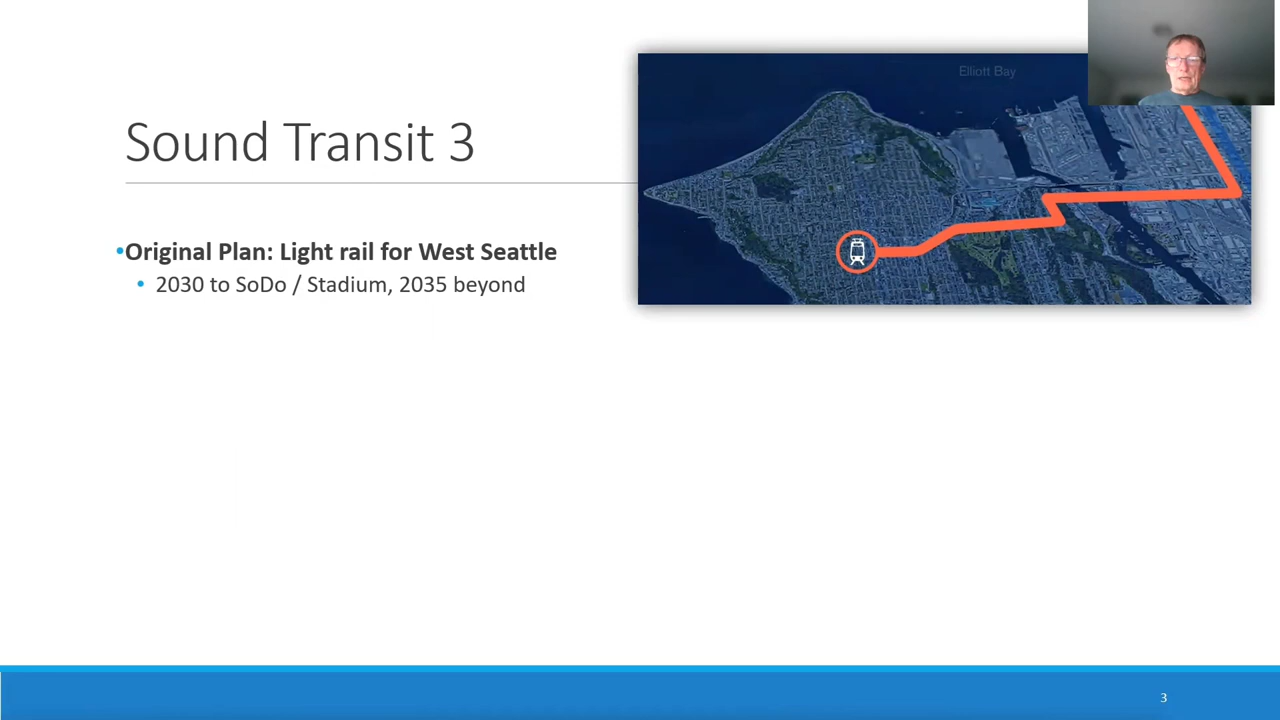 Elliott Bay
Sound Transit 3
•Original Plan: Light rail for West Seattle
• 2030 to SoDo / Stadium, 2035 beyond
3